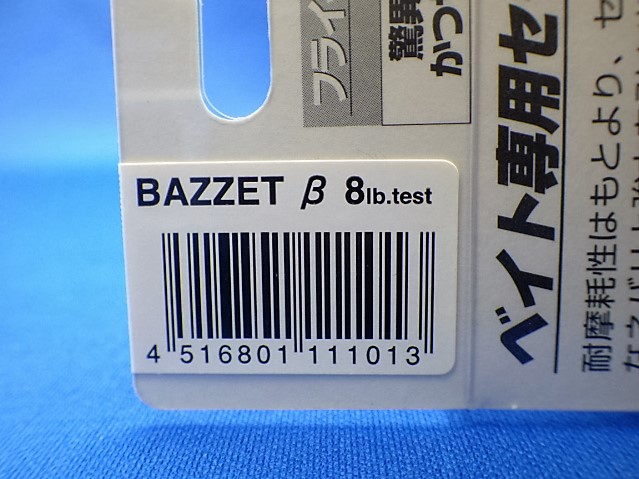 BAZZET β 8lb.test
4 516801 111013
フライ
驚異
かつ
ベイト専用セ
耐摩耗性はもとより、セ